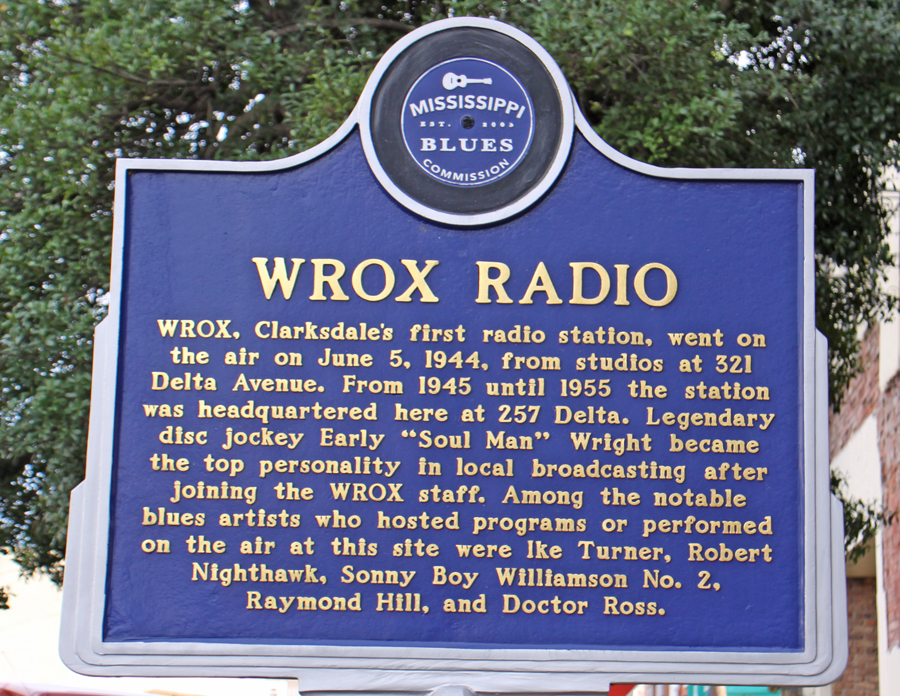 MISSISSIPPI
EST. 2003
BLUES
COMMISSION
WROX RADIO
WROX, Clarksdale's first radio station, went on
the air on June 5, 1944, from studios at 321
Delta Avenue. From 1945 until 1955 the station
was headquartered here at 257 Delta. Legendary
disc jockey Early “Soul Man” Wright became
the top personality in local broadcasting after
joining the WROX staff. Among the notable
blues artists who hosted programs or performed
on the air at this site were Ike Turner, Robert
Nighthawk, Sonny Boy Williamson No. 2,
Raymond Hill, and Doctor Ross.